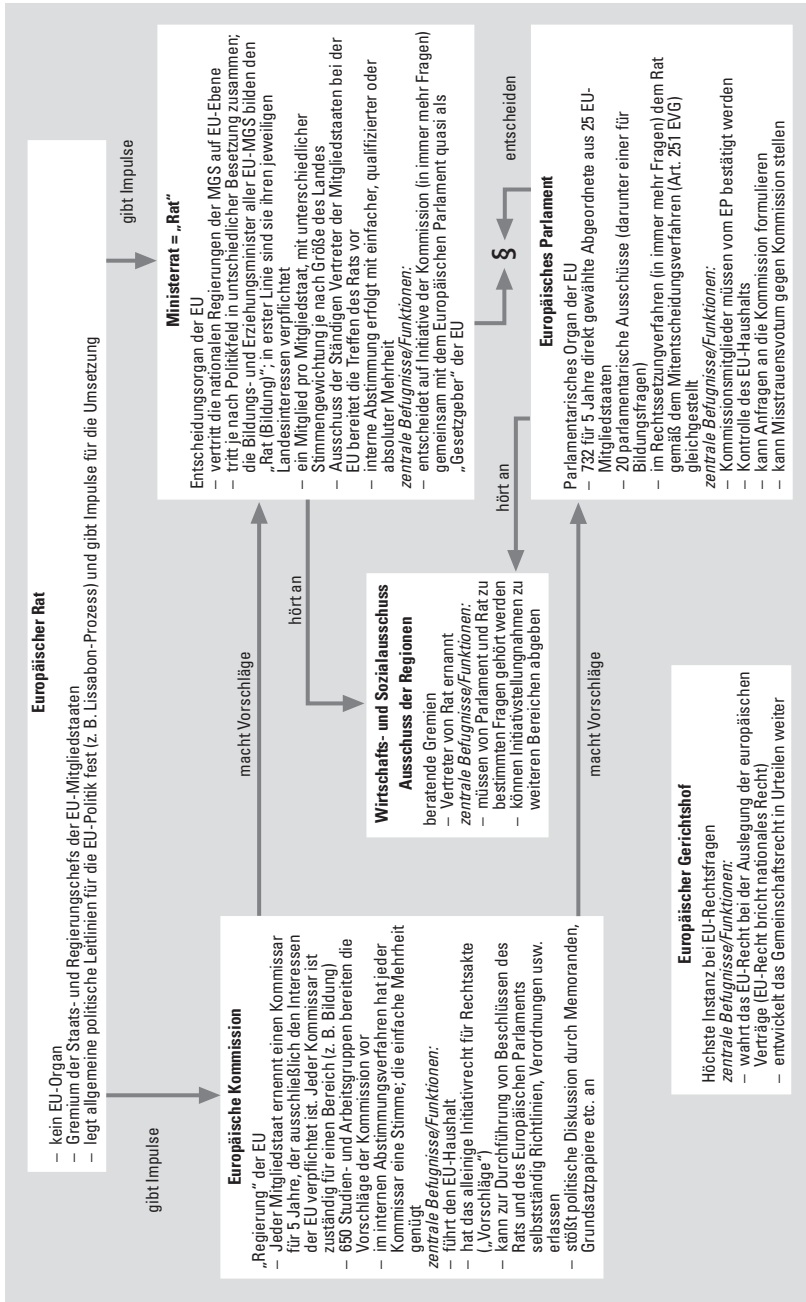 Europäischer Rat
– kein EU-Organ
– Gremium der Staats- und Regierungschefs der EU-Mitgliedstaaten
– legt allgemeine politische Leitlinien für die EU-Politik fest (z. B. Lissabon-Prozess) und gibt Impulse für die Umsetzung
gibt Impulse
gibt Impulse
Europäische Kommission
„Regierung“ der EU
– Jeder Mitgliedstaat ernennt einen Kommissar
für 5 Jahre, der ausschließlich den Interessen
der EU verpflichtet ist. Jeder Kommissar ist
zuständig für einen Bereich (z. B. Bildung)
– 650 Studien- und Arbeitsgruppen bereiten die
Vorschläge der Kommission vor
– im internen Abstimmungsverfahren hat jeder
Kommissar eine Stimme; die einfache Mehrheit
genügt
zentrale Befugnisse/Funktionen:
– führt den EU-Haushalt
– hat das alleinige Initiativrecht für Rechtsakte
(„Vorschläge“)
– kann zur Durchführung von Beschlüssen des
Rats und des Europäischen Parlaments
selbstständig Richtlinien, Verordnungen usw.
erlassen
– stößt politische Diskussion durch Memoranden,
Grundsatzpapiere etc. an
macht Vorschläge
Ministerrat = „Rat“
Entscheidungsorgan der EU
– vertritt die nationalen Regierungen der MGS auf EU-Ebene
– tritt je nach Politikfeld in untschiedlicher Besetzung zusammen;
die Bildungs- und Erziehungsminister aller EU-MGS bilden den
„Rat (Bildung)“; in erster Linie sind sie ihren jeweiligen
Landesinteressen verpflichtet
– ein Mitglied pro Mitgliedstaat, mit unterschiedlicher
Stimmengewichtung je nach Größe des Landes
– Ausschuss der Ständigen Vertreter der Mitgliedstaaten bei der
EU bereitet die Treffen des Rats vor
– interne Abstimmung erfolgt mit einfacher, qualifizierter oder
absoluter Mehrheit
zentrale Befugnisse/Funktionen:
– entscheidet auf Initiative der Kommission (in immer mehr Fragen)
gemeinsam mit dem Europäischen Parlament quasi als
„Gesetzgeber“ der EU
hört an
Wirtschafts- und Sozialausschuss
Ausschuss der Regionen
beratende Gremien
– Vertreter von Rat ernannt
zentrale Befugnisse/Funktionen:
– müssen von Parlament und Rat zu
bestimmten Fragen gehört werden
– können Initiativstellungnahmen zu
weiteren Bereichen abgeben
hört an
§
entscheiden
macht Vorschläge
Europäisches Parlament
Parlamentarisches Organ der EU
– 732 für 5 Jahre direkt gewählte Abgeordnete aus 25 EU-
Mitgliedstaaten
– 20 parlamentarische Ausschüsse (darunter einer für
Bildungsfragen)
– im Rechtssetzungverfahren (in immer mehr Fragen) dem Rat
gemäß dem Mitentscheidungsverfahren (Art. 251 EVG)
gleichgestellt
zentrale Befugnisse/Funktionen:
– Kommissionsmitglieder müssen vom EP bestätigt werden
– Kontrolle des EU-Haushalts
– kann Anfragen an die Kommission formulieren
– kann Misstrauensvotum gegen Kommission stellen
Europäischer Gerichtshof
Höchste Instanz bei EU-Rechtsfragen
zentrale Befugnisse/Funktionen:
– wahrt das EU-Recht bei der Auslegung der europäischen
Verträge (EU-Recht bricht nationales Recht)
– entwickelt das Gemeinschaftsrecht in Urteilen weiter